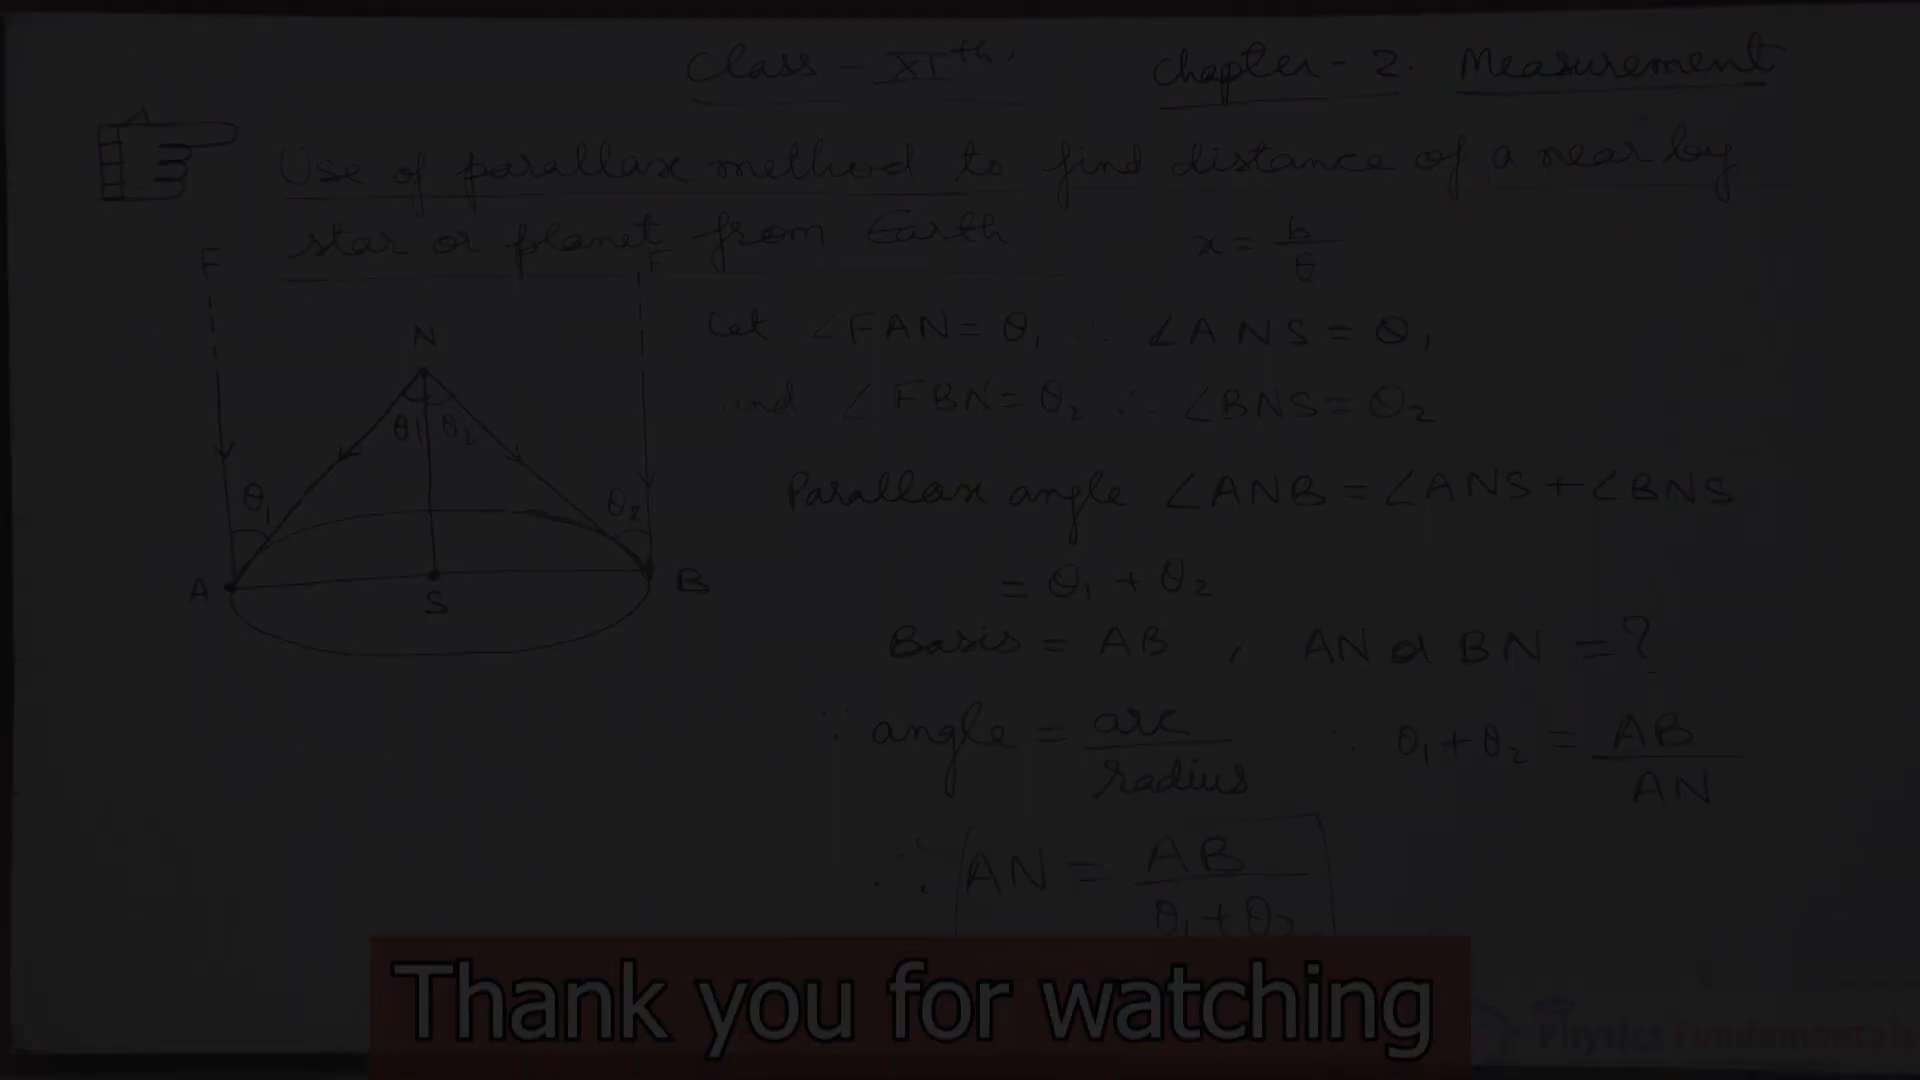 Class - XIth. Chapter - 2. Measurement
Use of parallax method to find distance of a near by
star or planet from Earth
x = b/θ
F F
N
θ1 θ2
θ1 θ2
A S B
Let ∠FAN = θ1 ∴ ∠ANS = θ1
and ∠FBN = θ2 ∴ ∠BNS = θ2
Parallax angle ∠ANB = ∠ANS + ∠BNS
= θ1 + θ2
Basis = AB , AN or BN = ?
∵ angle = arc/radius ∴ θ1 + θ2 = AB/AN
∴ AN = AB/θ1 + θ2
Thank you for watching
Physics Fundamentals